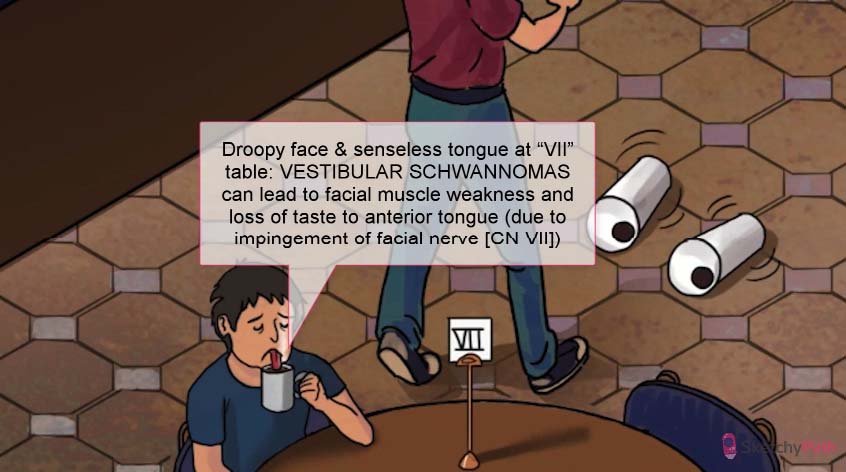 Droopy face & senseless tongue at “VII”
table: VESTIBULAR SCHWANNOMAS
can lead to facial muscle weakness and
loss of taste to anterior tongue (due to
impingement of facial nerve [CN VII])
VII
SketchyPath